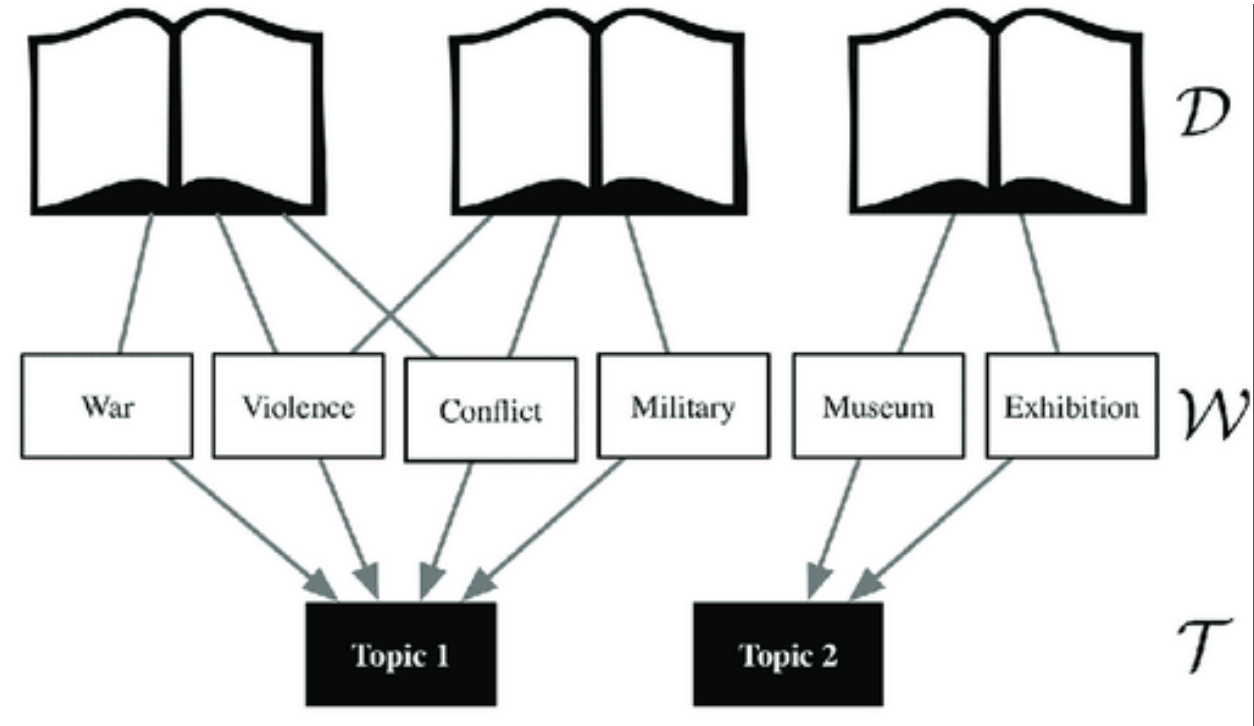 𝒟
War
Violence
Conflict
Military
Museum
Exhibition
𝒲
Topic 1
Topic 2
𝒯